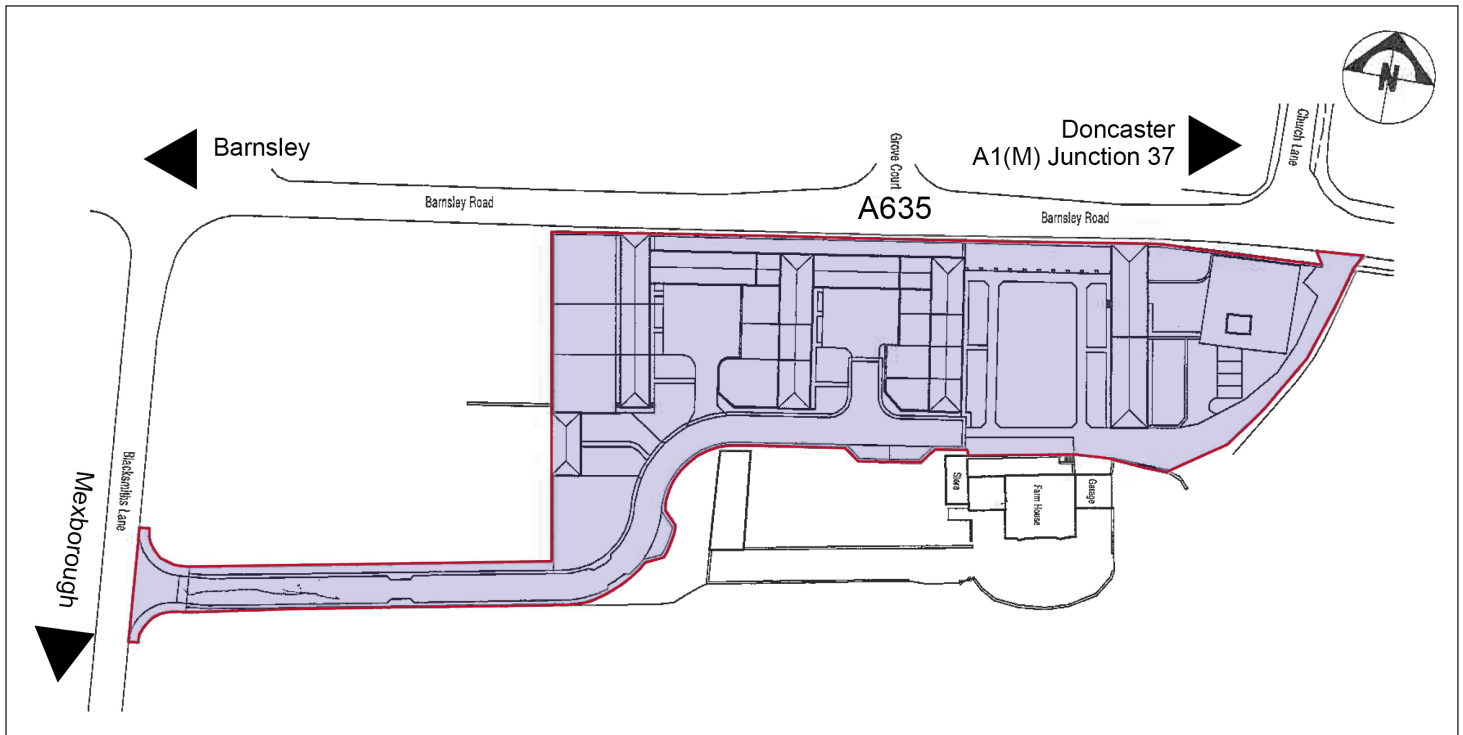 N
Barnsley
Doncaster
A1(M) Junction 37
Church Lane
Grove Court
Barnsley Road
A635
Barnsley Road
Blacksmiths Lane
Mexborough
Store
Farm House
Garage